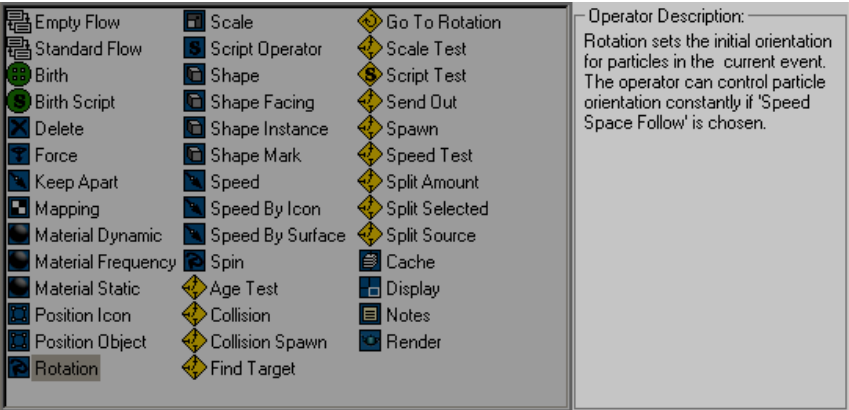 Empty Flow
Standard Flow
Birth
Birth Script
Delete
Force
Keep Apart
Mapping
Material Dynamic
Material Frequency
Material Static
Position Icon
Position Object
Rotation
Scale
Script Operator
Shape
Shape Facing
Shape Instance
Shape Mark
Speed
Speed By Icon
Speed By Surface
Spin
Age Test
Collision
Collision Spawn
Find Target
Go To Rotation
Scale Test
Script Test
Send Out
Spawn
Speed Test
Split Amount
Split Selected
Split Source
Cache
Display
Notes
Render
Operator Description:
Rotation sets the initial orientation
for particles in the current event.
The operator can control particle
orientation constantly if 'Speed
Space Follow' is chosen.